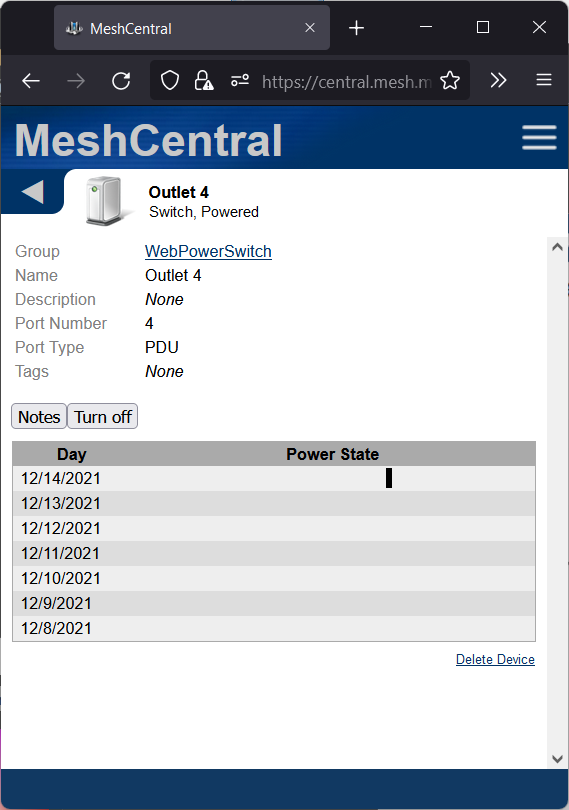 MeshCentral
https://central.mesh.m
MeshCentral
Outlet 4
Switch, Powered
Group WebPowerSwitch
Name Outlet 4
Description None
Port Number 4
Port Type PDU
Tags None
Notes Turn off
Day Power State
12/14/2021
12/13/2021
12/12/2021
12/11/2021
12/10/2021
12/9/2021
12/8/2021
Delete Device